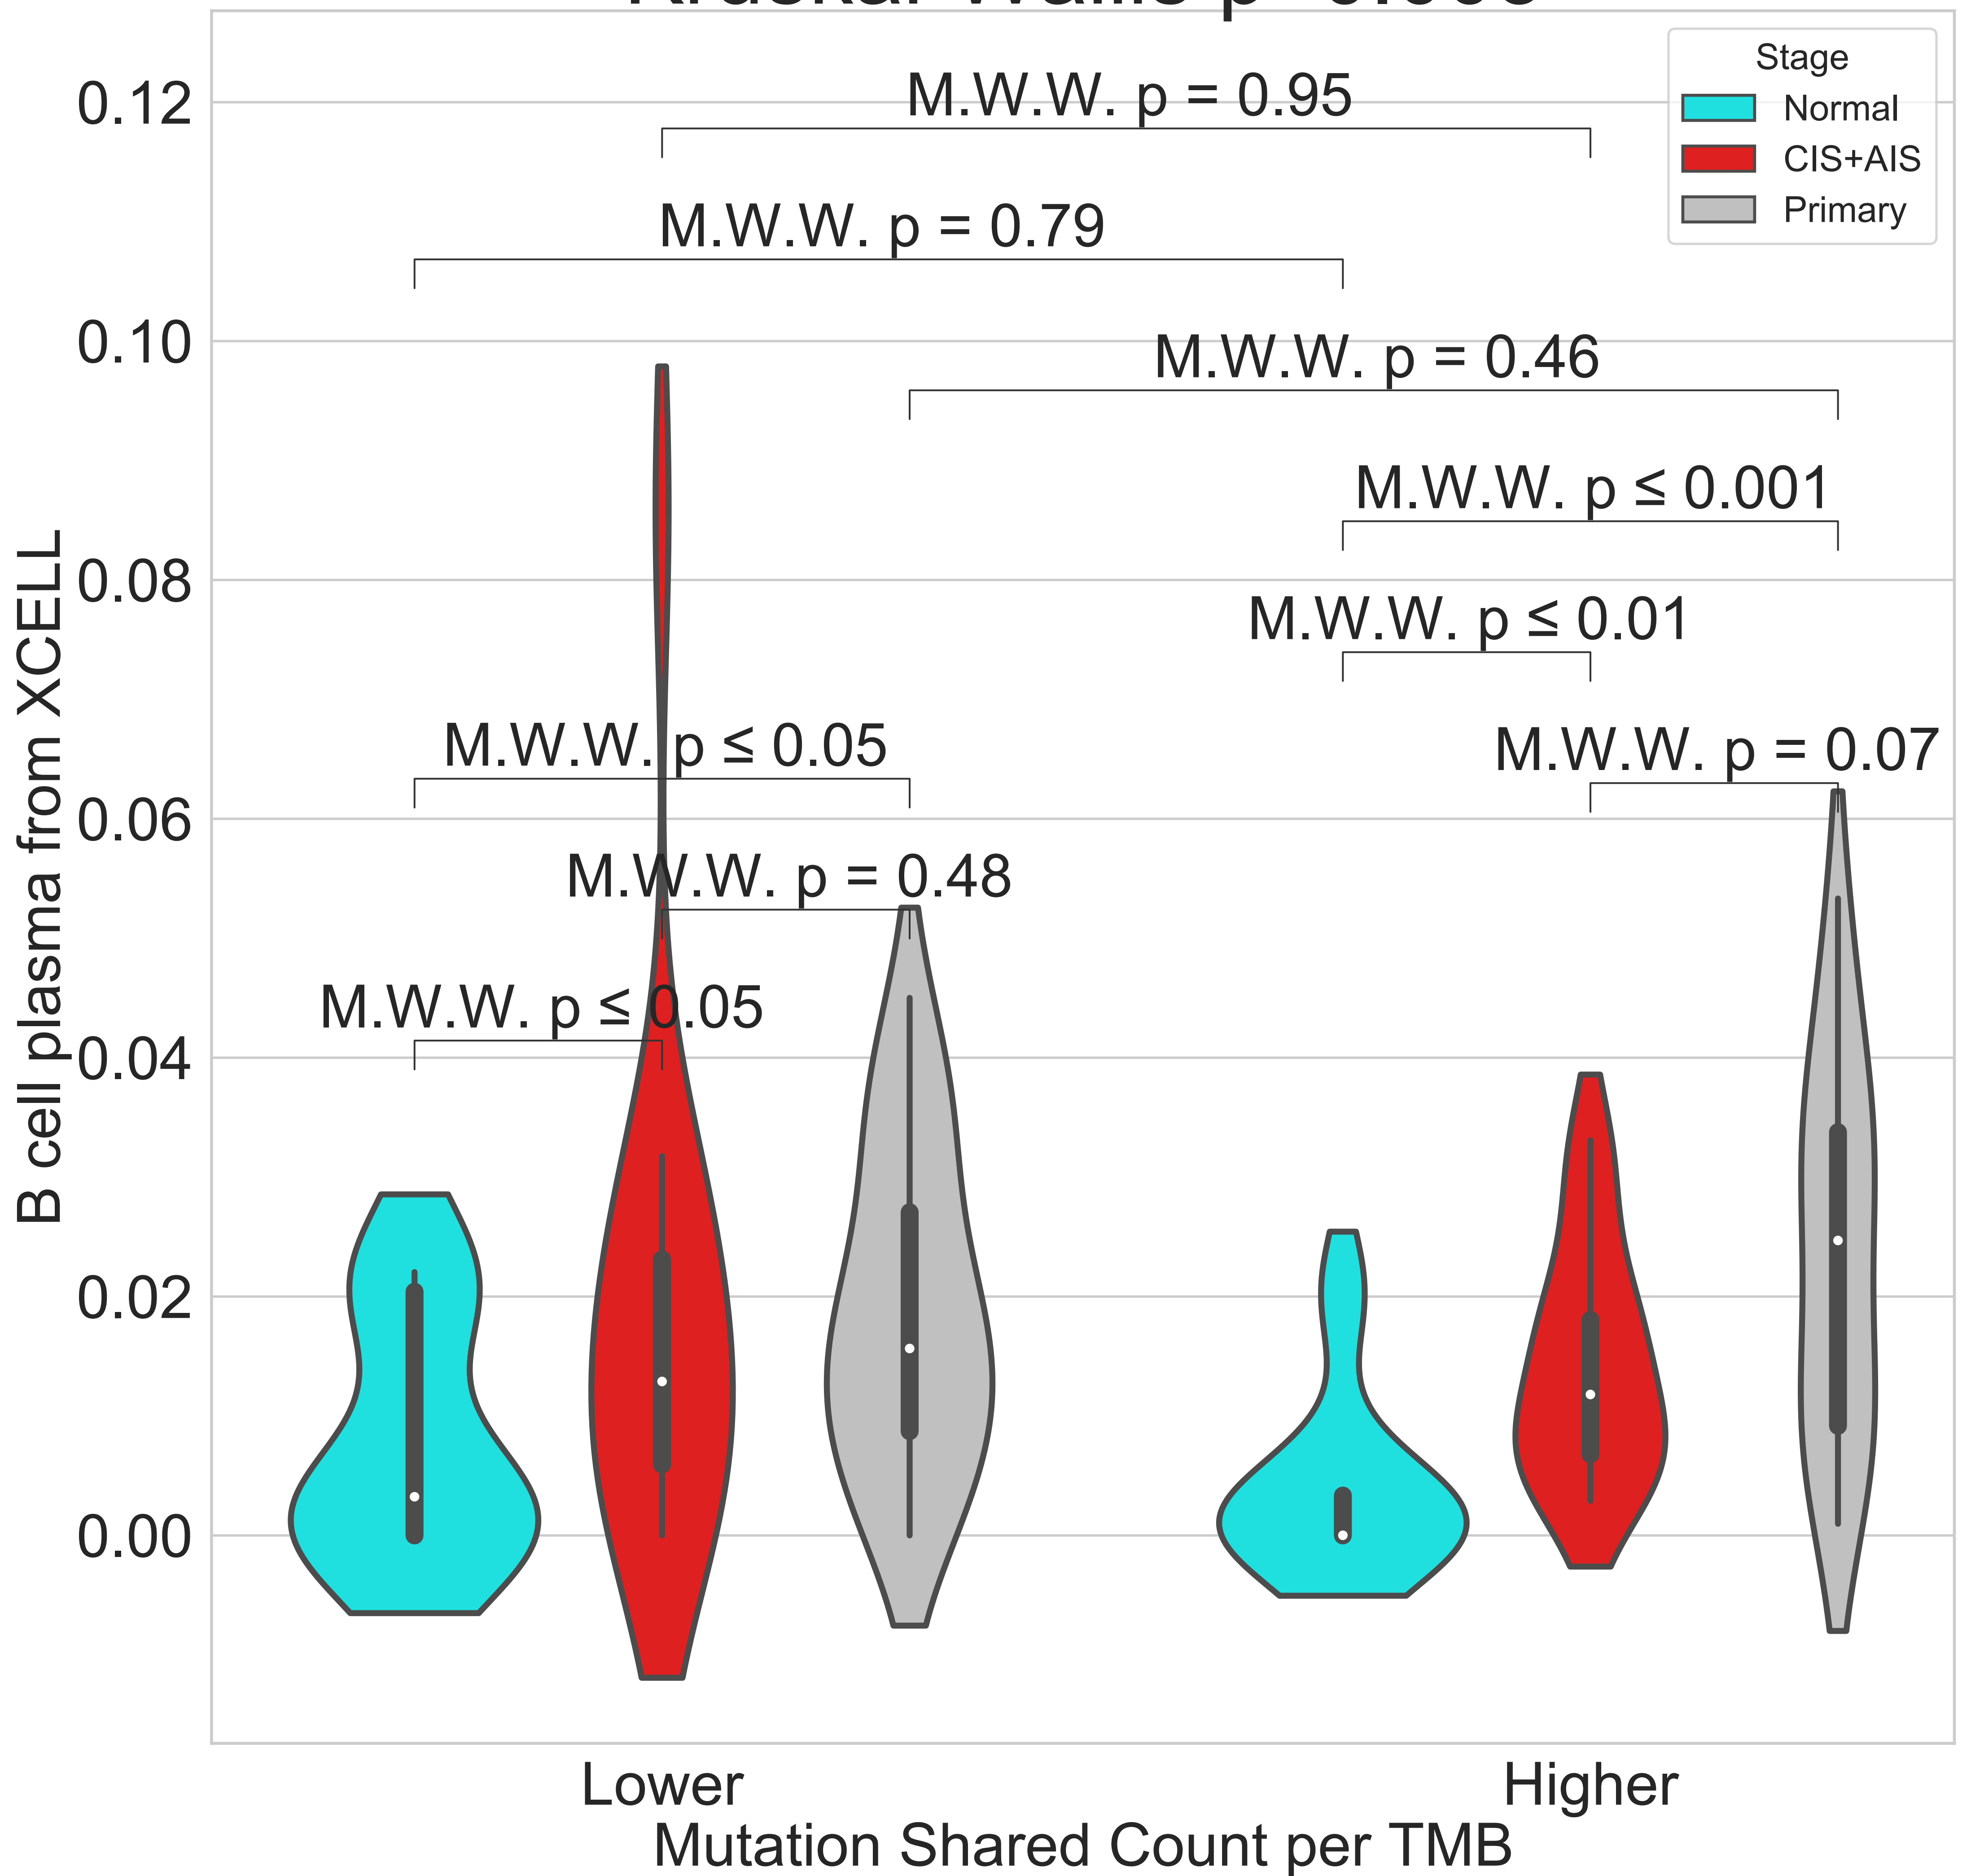 Stage
Normal
CIS+AIS
Primary
M.W.W. p = 0.95
M.W.W. p = 0.79
M.W.W. p = 0.46
M.W.W. p ≤ 0.001
M.W.W. p ≤ 0.01
M.W.W. p ≤ 0.05
M.W.W. p = 0.07
M.W.W. p = 0.48
M.W.W. p ≤ 0.05
0.12
0.10
0.08
0.06
0.04
0.02
0.00
B cell plasma from XCELL
Lower
Higher
Mutation Shared Count per TMB